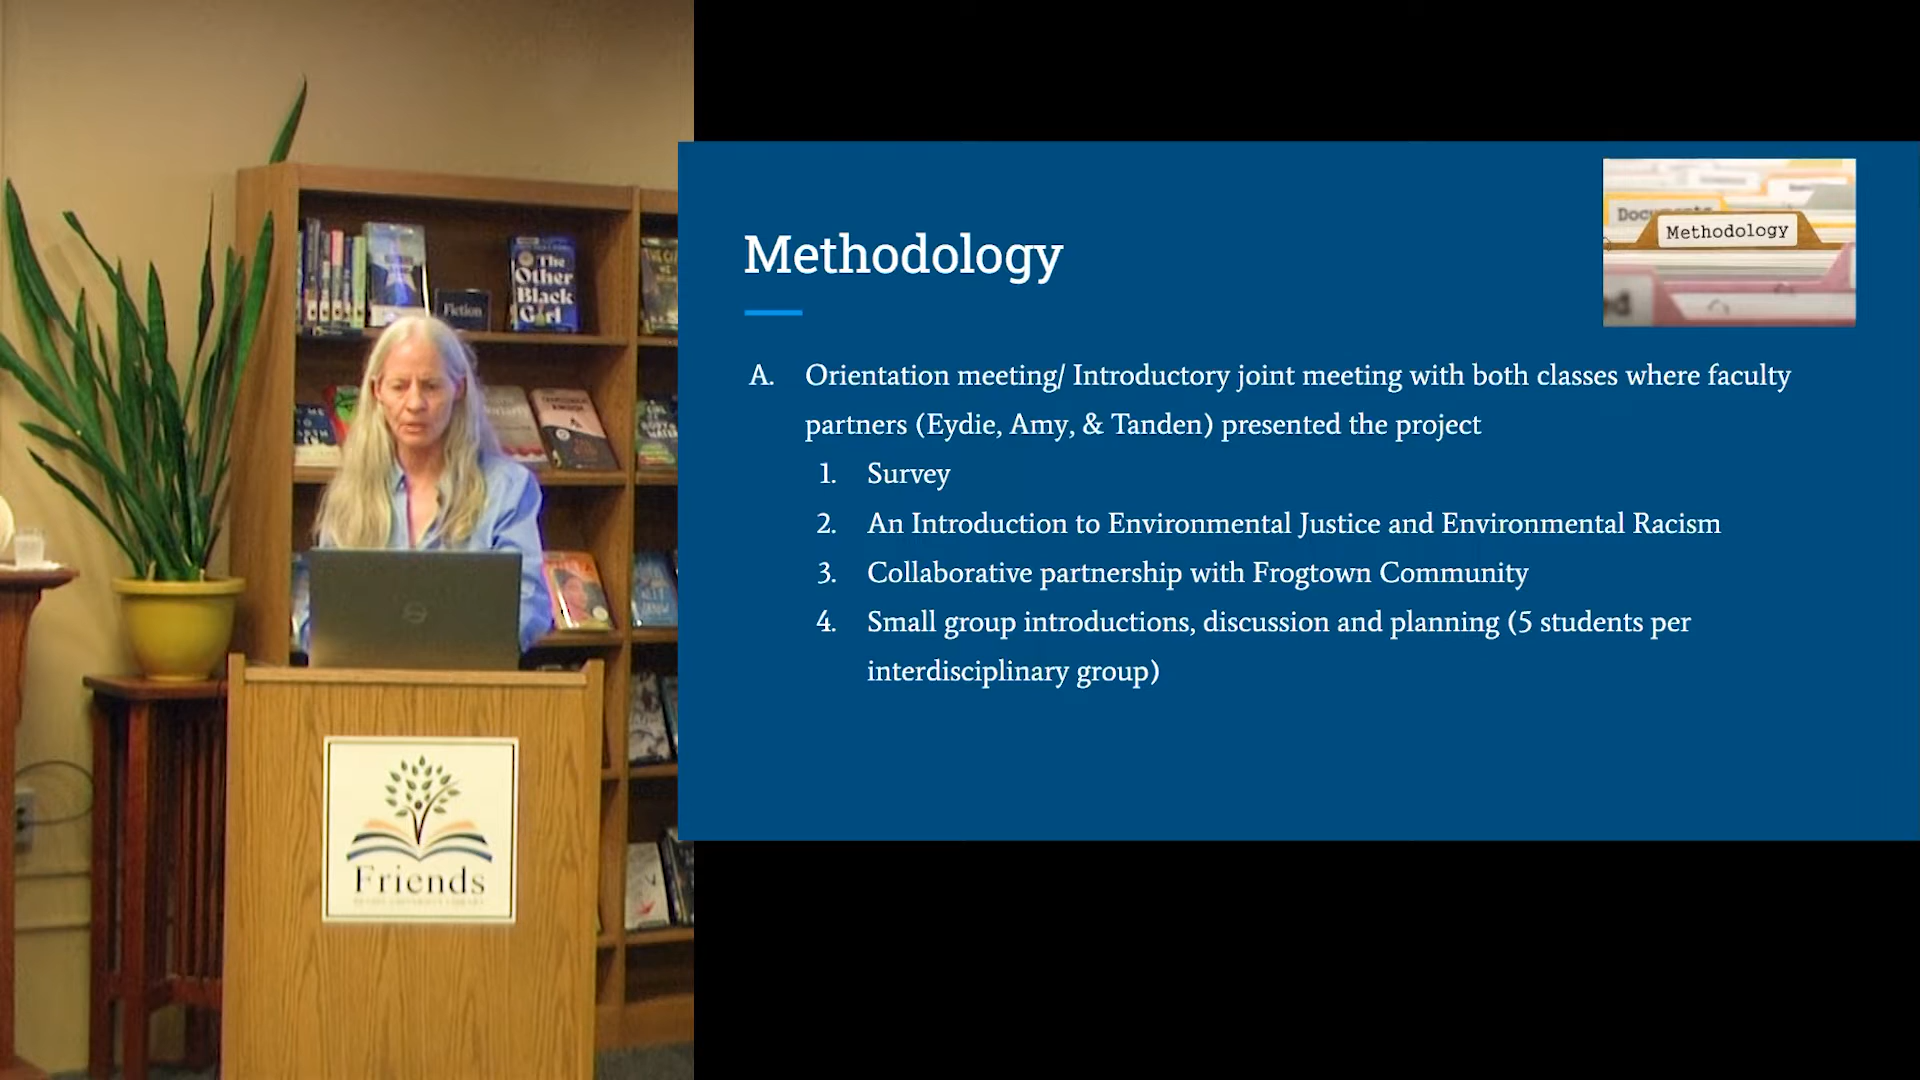 The
Other
Black
Girl
Fiction
Friends
Methodology
Methodology
A. Orientation meeting/ Introductory joint meeting with both classes where faculty
partners (Eydie, Amy, & Tanden) presented the project
1. Survey
2. An Introduction to Environmental Justice and Environmental Racism
3. Collaborative partnership with Frogtown Community
4. Small group introductions, discussion and planning (5 students per
interdisciplinary group)